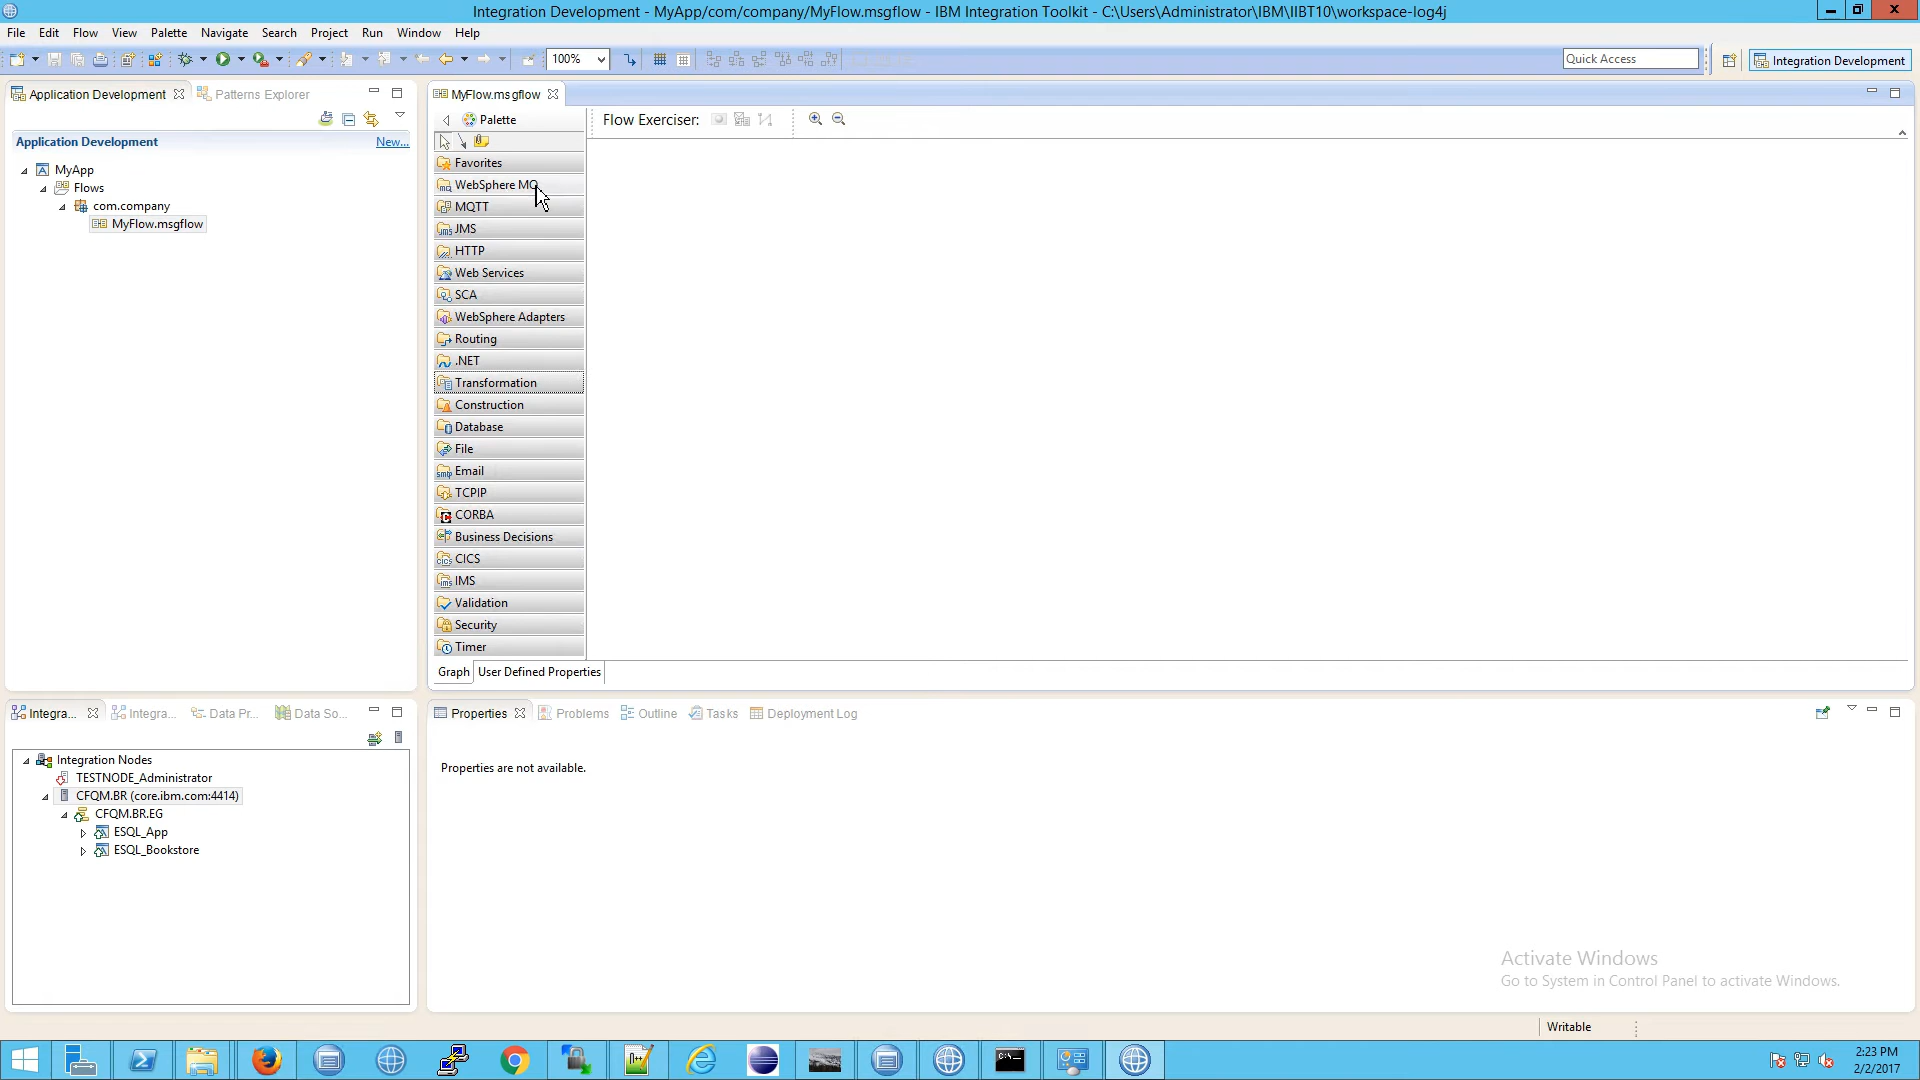 Integration Development - MyApp/com/company/MyFlow.msgflow - IBM Integration Toolkit - C:\Users\Administrator\IBM\IIBT10\workspace-log4j
File Edit Flow View Palette Navigate Search Project Run Window Help
100% Quick Access Integration Development
Application Development Patterns Explorer
Application Development New...
MyApp
Flows
com.company
MyFlow.msgflow
MyFlow.msgflow
Palette Flow Exerciser:
Favorites
WebSphere MQ
MQTT
JMS
HTTP
Web Services
SCA
WebSphere Adapters
Routing
.NET
Transformation
Construction
Database
File
Email
TCPIP
CORBA
Business Decisions
CICS
IMS
Validation
Security
Timer
Graph User Defined Properties
Integra... Integra... Data Pr... Data So...
Integration Nodes
TESTNODE_Administrator
CFQM.BR (core.ibm.com:4414)
CFQM.BR.EG
ESQL_App
ESQL_Bookstore
Properties Problems Outline Tasks Deployment Log
Properties are not available.
Activate Windows
Go to System in Control Panel to activate Windows.
Writable
2:23 PM
2/2/2017